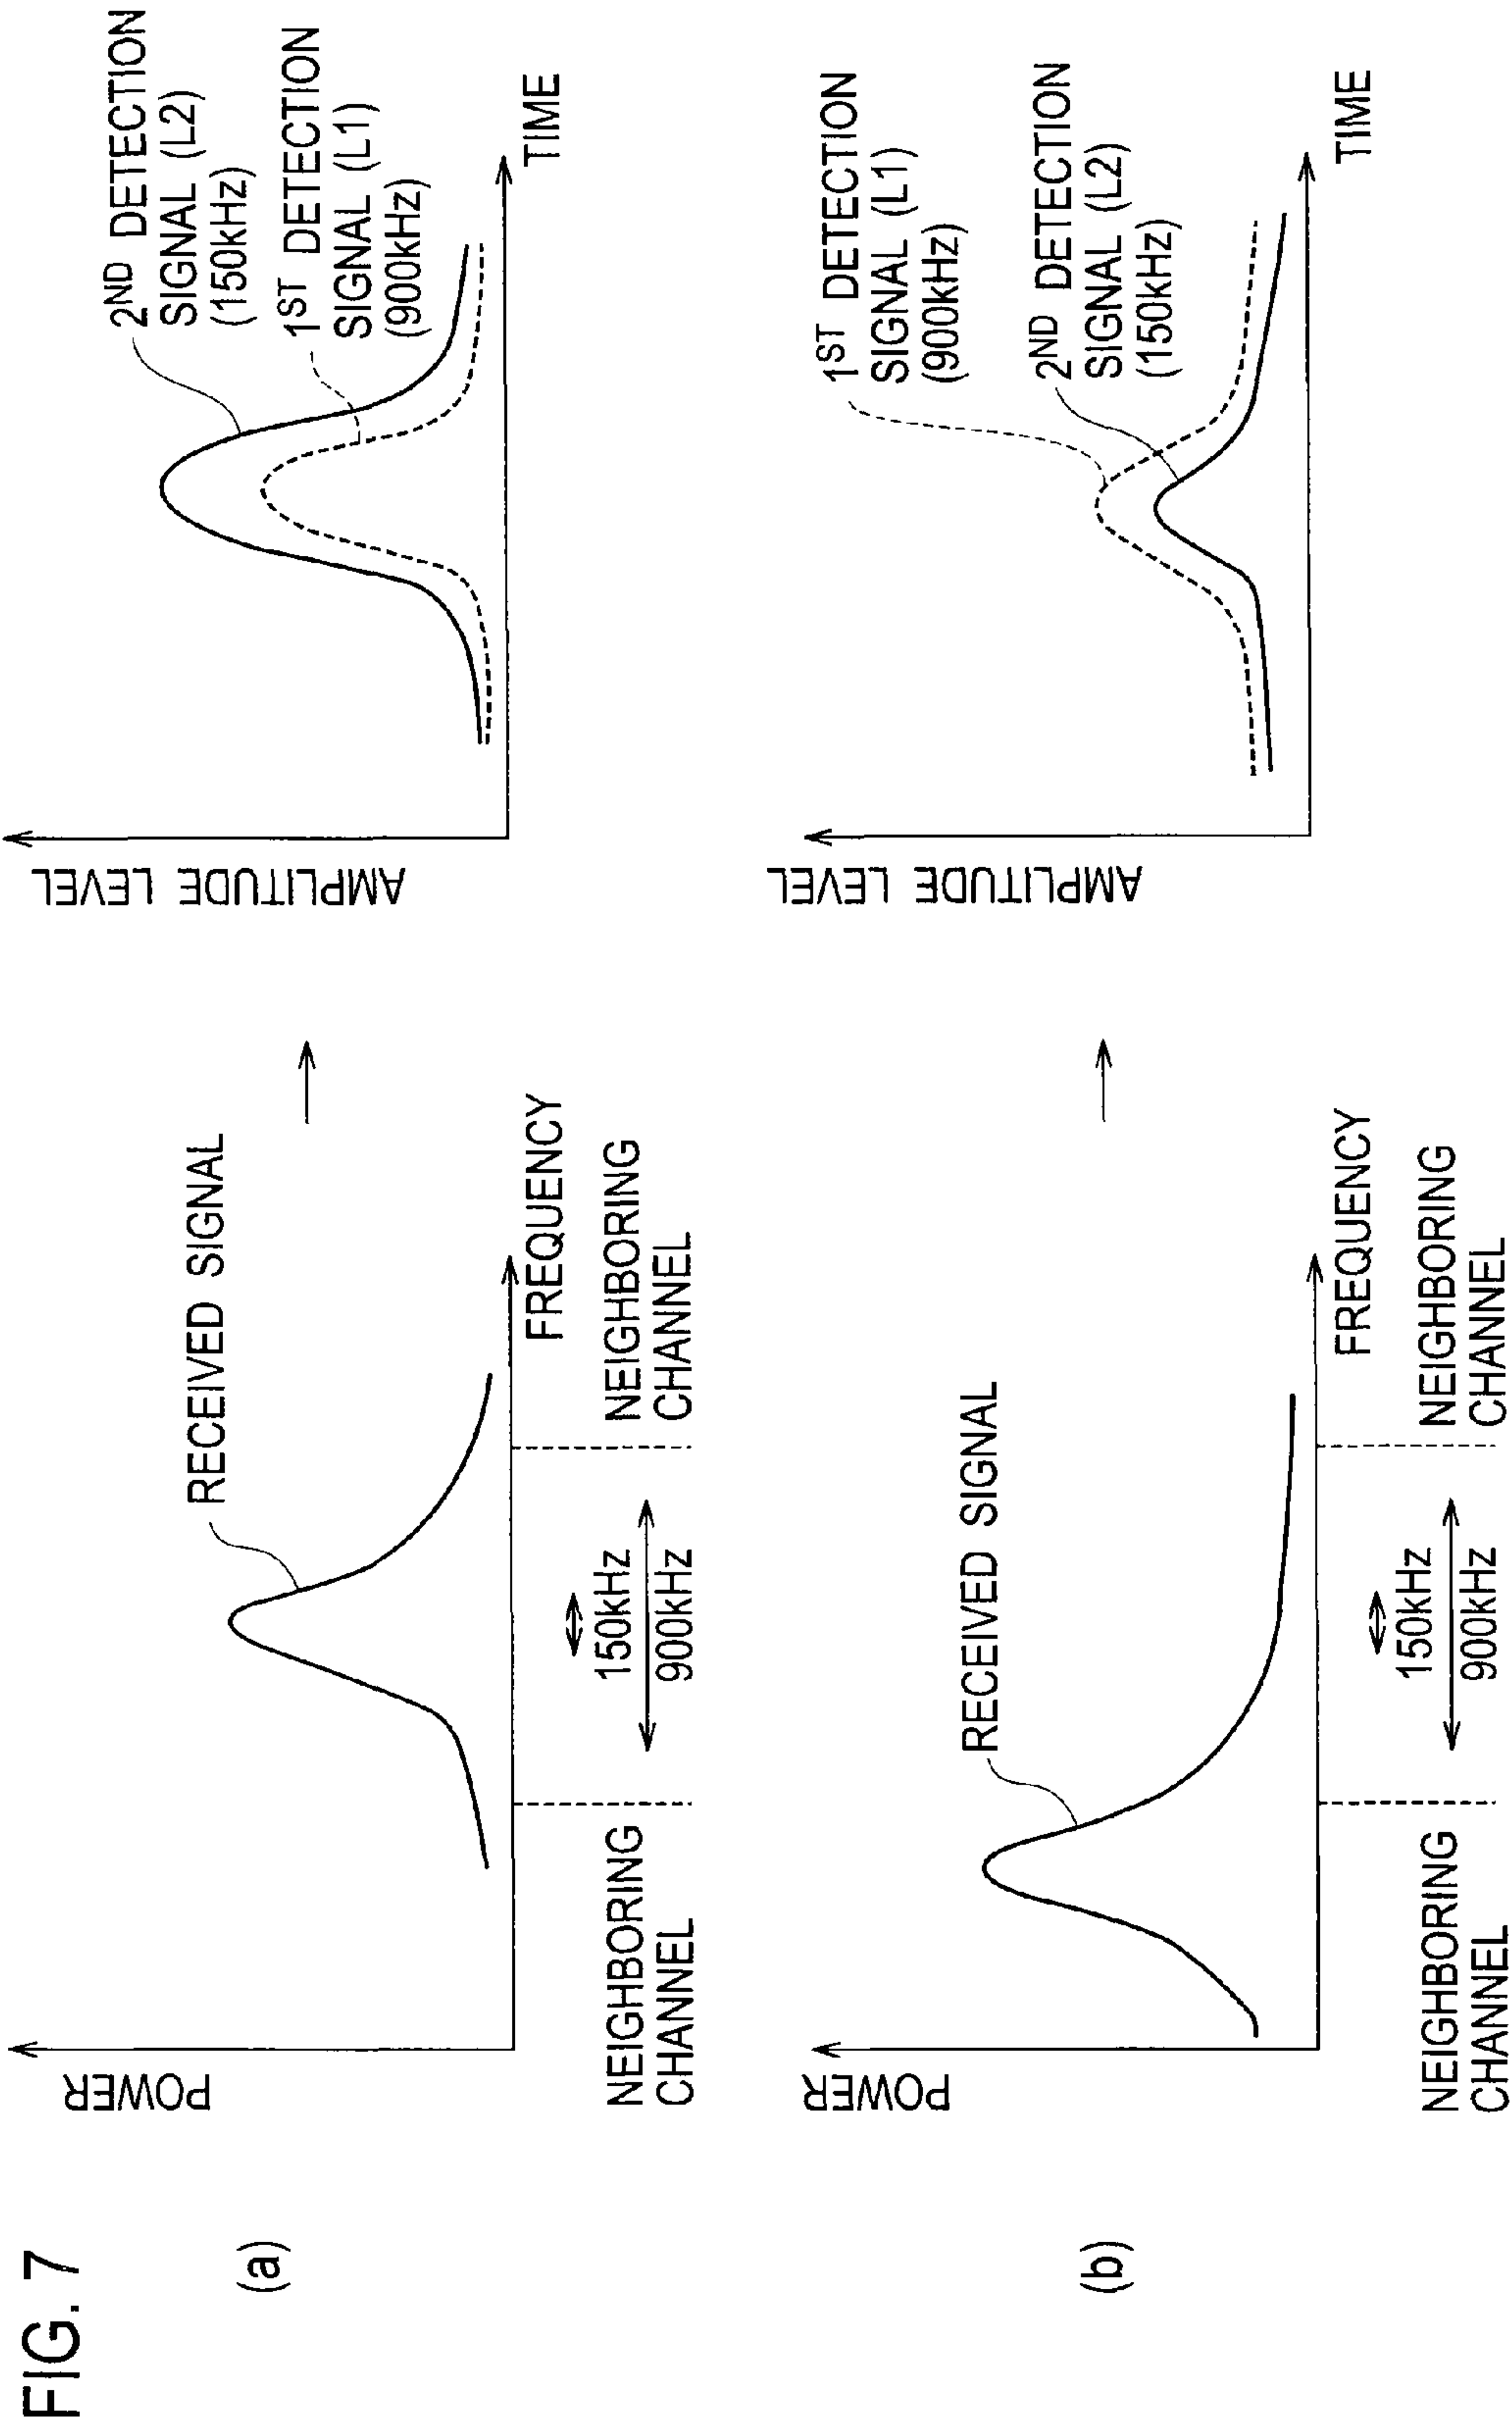 FIG. 7
(a)
POWER
RECEIVED SIGNAL
FREQUENCY
NEIGHBORING
CHANNEL
150kHz
900kHz
NEIGHBORING
CHANNEL
AMPLITUDE LEVEL
2ND DETECTION
SIGNAL (L2)
(150kHz)
1ST DETECTION
SIGNAL (L1)
(900kHz)
TIME
(b)
POWER
RECEIVED SIGNAL
FREQUENCY
NEIGHBORING
CHANNEL
150kHz
900kHz
NEIGHBORING
CHANNEL
AMPLITUDE LEVEL
1ST DETECTION
SIGNAL (L1)
(900kHz)
2ND DETECTION
SIGNAL (L2)
(150kHz)
TIME